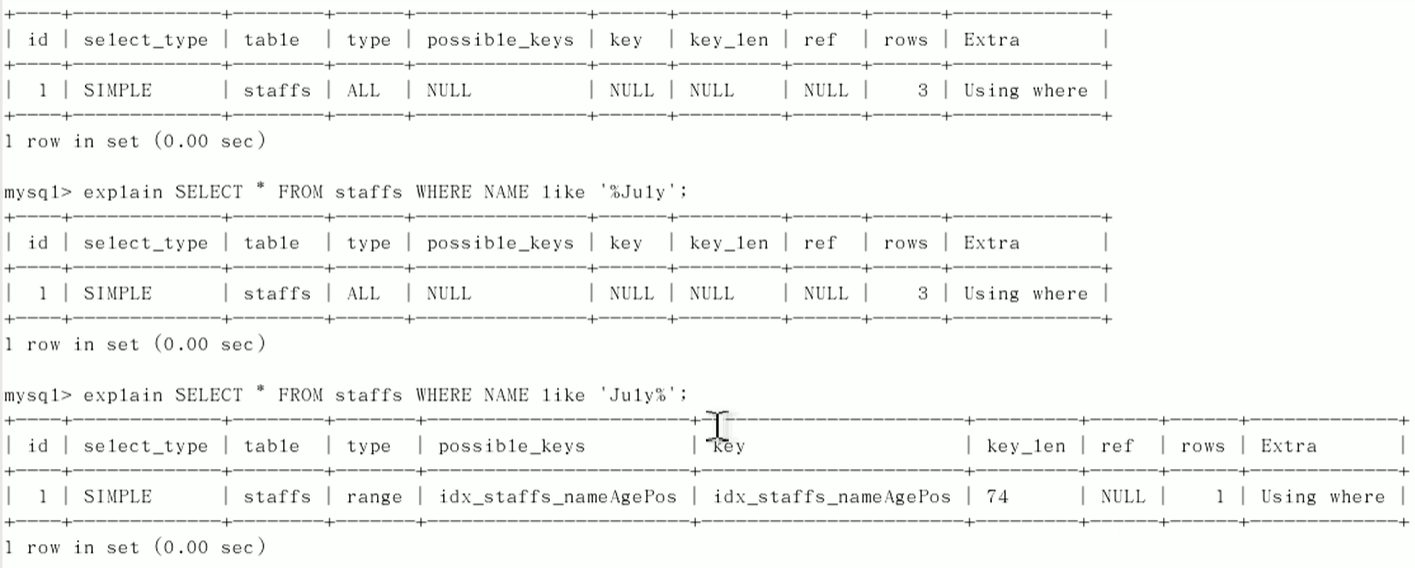 +----+-------------+--------+------+---------------+------+---------+------+------+-------------+
| id | select_type | table  | type | possible_keys | key  | key_len | ref  | rows | Extra       |
+----+-------------+--------+------+---------------+------+---------+------+------+-------------+
|  1 | SIMPLE      | staffs | ALL  | NULL          | NULL | NULL    | NULL |    3 | Using where |
+----+-------------+--------+------+---------------+------+---------+------+------+-------------+
1 row in set (0.00 sec)
mysql> explain SELECT * FROM staffs WHERE NAME like '%July';
+----+-------------+--------+------+---------------+------+---------+------+------+-------------+
| id | select_type | table  | type | possible_keys | key  | key_len | ref  | rows | Extra       |
+----+-------------+--------+------+---------------+------+---------+------+------+-------------+
|  1 | SIMPLE      | staffs | ALL  | NULL          | NULL | NULL    | NULL |    3 | Using where |
+----+-------------+--------+------+---------------+------+---------+------+------+-------------+
1 row in set (0.00 sec)
mysql> explain SELECT * FROM staffs WHERE NAME like 'July%';
+----+-------------+--------+-------+-----------------------+-----------------------+---------+------+------+-------------+
| id | select_type | table  | type  | possible_keys         | key                   | key_len | ref  | rows | Extra       |
+----+-------------+--------+-------+-----------------------+-----------------------+---------+------+------+-------------+
|  1 | SIMPLE      | staffs | range | idx_staffs_nameAgePos | idx_staffs_nameAgePos | 74      | NULL |    1 | Using where |
+----+-------------+--------+-------+-----------------------+-----------------------+---------+------+------+-------------+
1 row in set (0.00 sec)